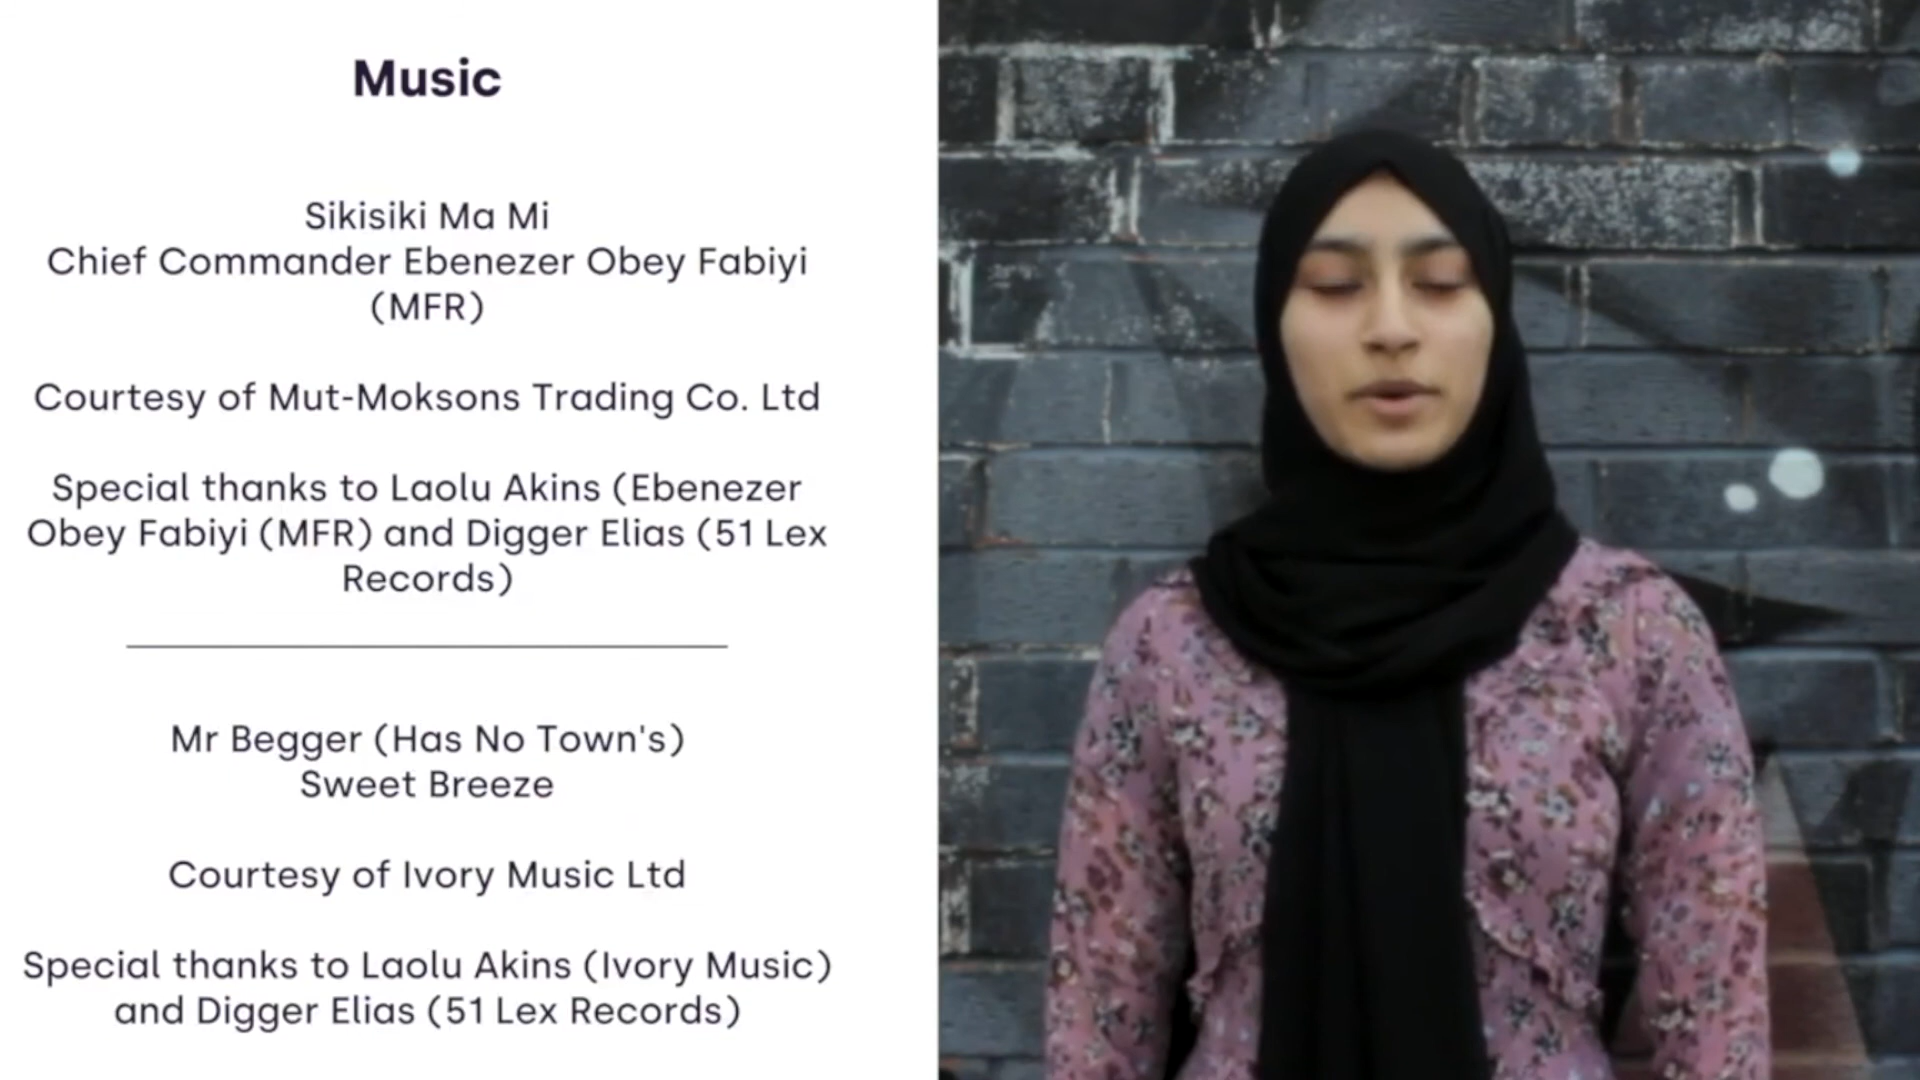 Music
Sikisiki Ma Mi
Chief Commander Ebenezer Obey Fabiyi
(MFR)
Courtesy of Mut-Moksons Trading Co. Ltd
Special thanks to Laolu Akins (Ebenezer
Obey Fabiyi (MFR) and Digger Elias (51 Lex
Records)
Mr Begger (Has No Town's)
Sweet Breeze
Courtesy of Ivory Music Ltd
Special thanks to Laolu Akins (Ivory Music)
and Digger Elias (51 Lex Records)